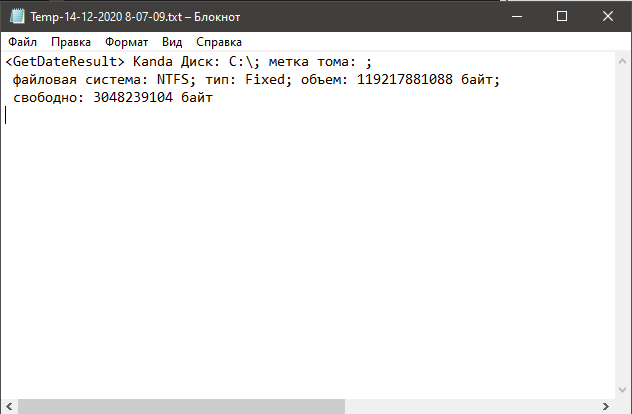 Temp-14-12-2020 8-07-09.txt – Блокнот
Файл Правка Формат Вид Справка
<GetDateResult> Kanda Диск: C:\; метка тома: ;
файловая система: NTFS; тип: Fixed; объем: 119217881088 байт;
свободно: 3048239104 байт